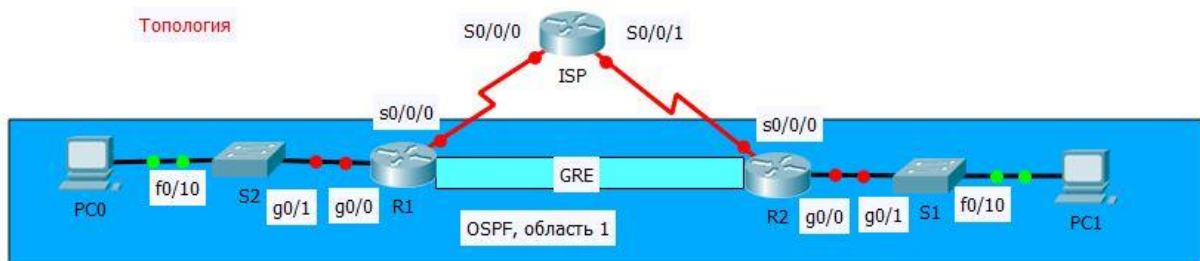 Топология
S0/0/0
S0/0/1
ISP
s0/0/0
s0/0/0
PC0
f0/10
S2
g0/1
g0/0
R1
GRE
OSPF, область 1
R2
g0/0
g0/1
S1
f0/10
PC1